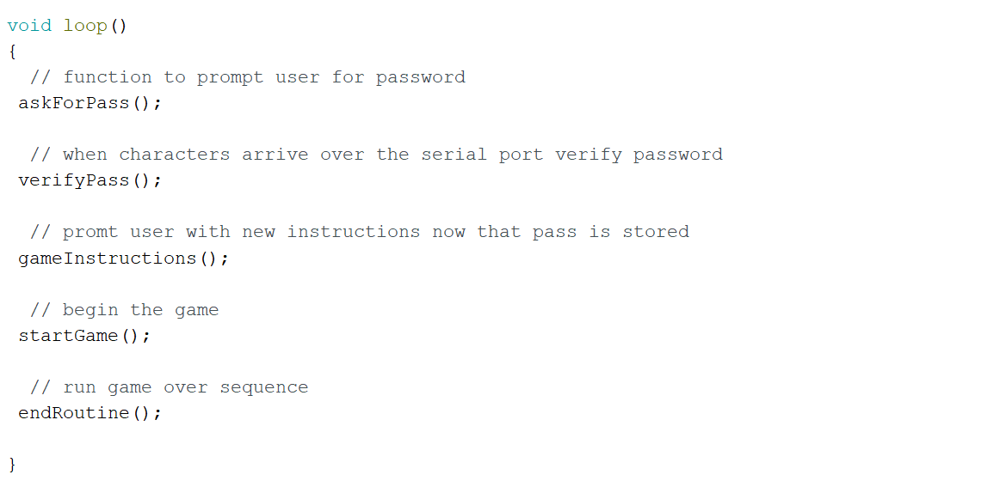 void loop()
{
// function to prompt user for password
askForPass();
// when characters arrive over the serial port verify password
verifyPass();
// promt user with new instructions now that pass is stored
gameInstructions();
// begin the game
startGame();
// run game over sequence
endRoutine();
}